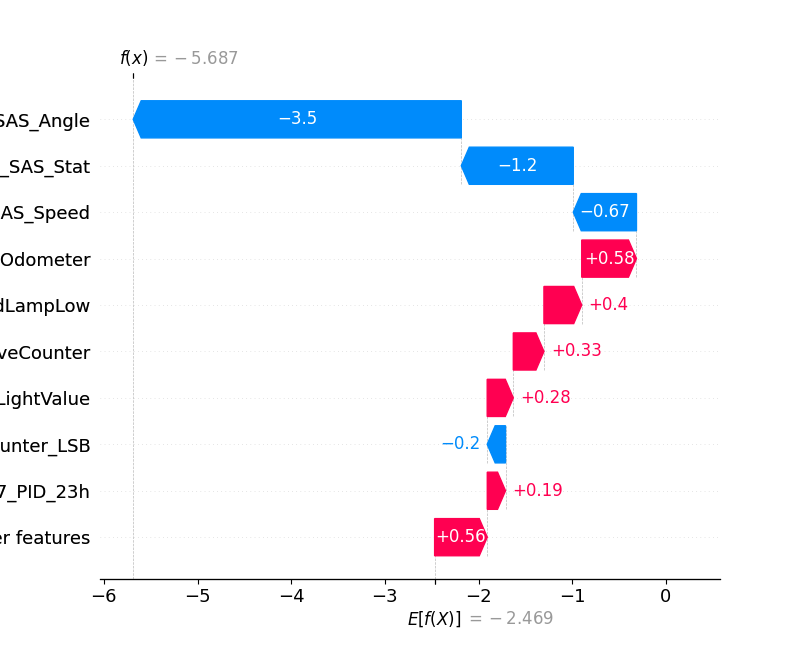 f(x) = −5.687
SAS_Angle −3.5
_SAS_Stat −1.2
AS_Speed −0.67
Odometer +0.58
dLampLow +0.4
veCounter +0.33
LightValue +0.28
unter_LSB −0.2
7_PID_23h +0.19
er features +0.56
−6 −5 −4 −3 −2 −1 0
E[f(X)] = −2.469